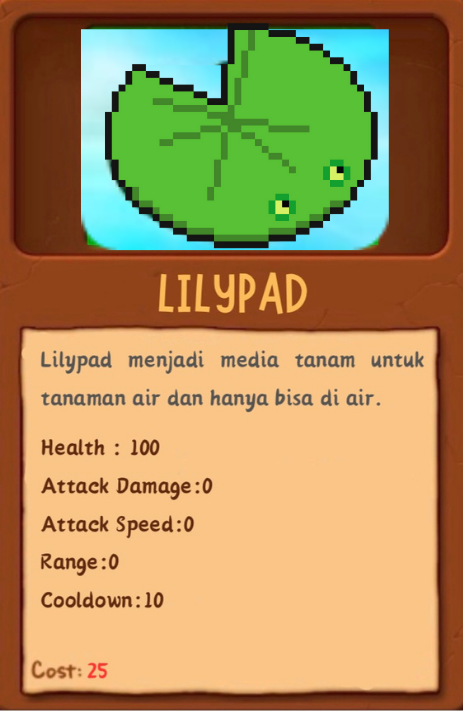 LILYPAD
Lilypad menjadi media tanam untuk
tanaman air dan hanya bisa di air.
Health : 100
Attack Damage:0
Attack Speed:0
Range:0
Cooldown:10
Cost: 25